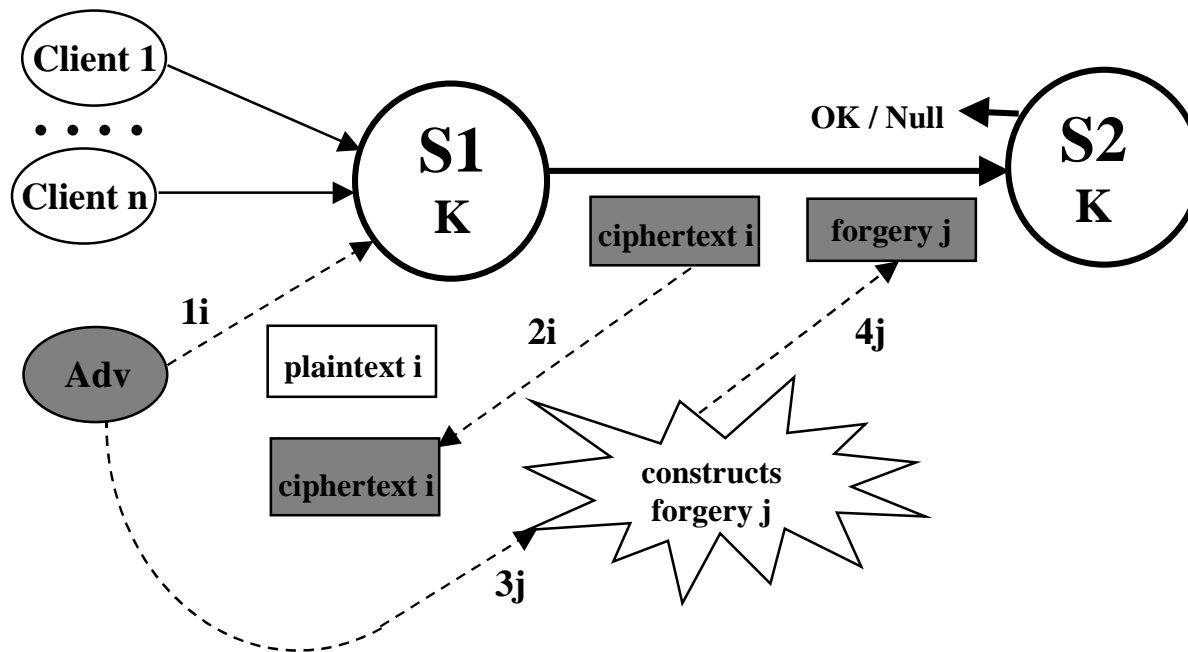 Client 1
Client n
S1
K
OK / Null
S2
K
ciphertext i
forgery j
1i
2i
4j
Adv
plaintext i
ciphertext i
constructs
forgery j
3j